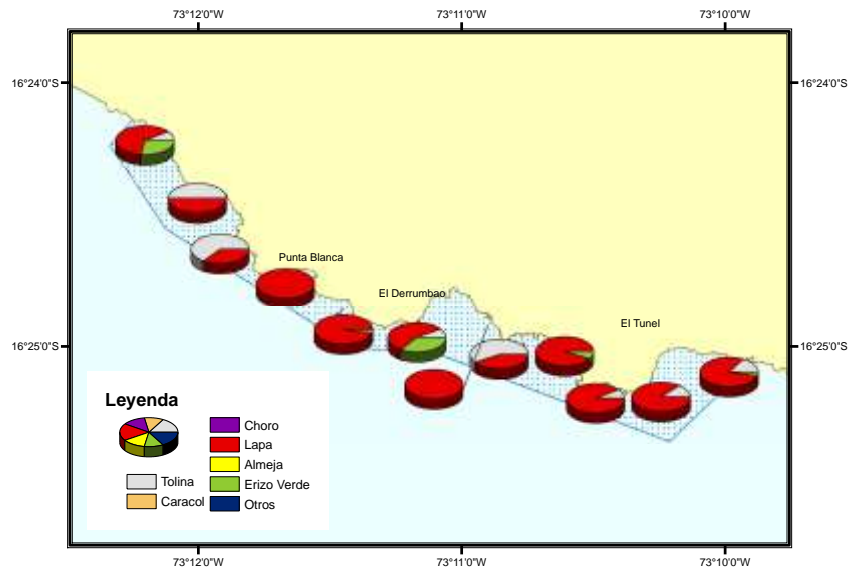 73°12'0"W 73°11'0"W 73°10'0"W
16°24'0"S 16°24'0"S
Punta Blanca
El Derrumbao
El Tunel
16°25'0"S 16°25'0"S
Leyenda
Choro
Lapa
Almeja
Tolina Erizo Verde
Caracol Otros
73°12'0"W 73°11'0"W 73°10'0"W